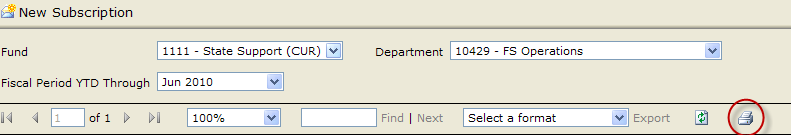 New Subscription
Fund 1111 - State Support (CUR) Department 10429 - FS Operations
Fiscal Period YTD Through Jun 2010
1 of 1 100% Find | Next Select a format Export